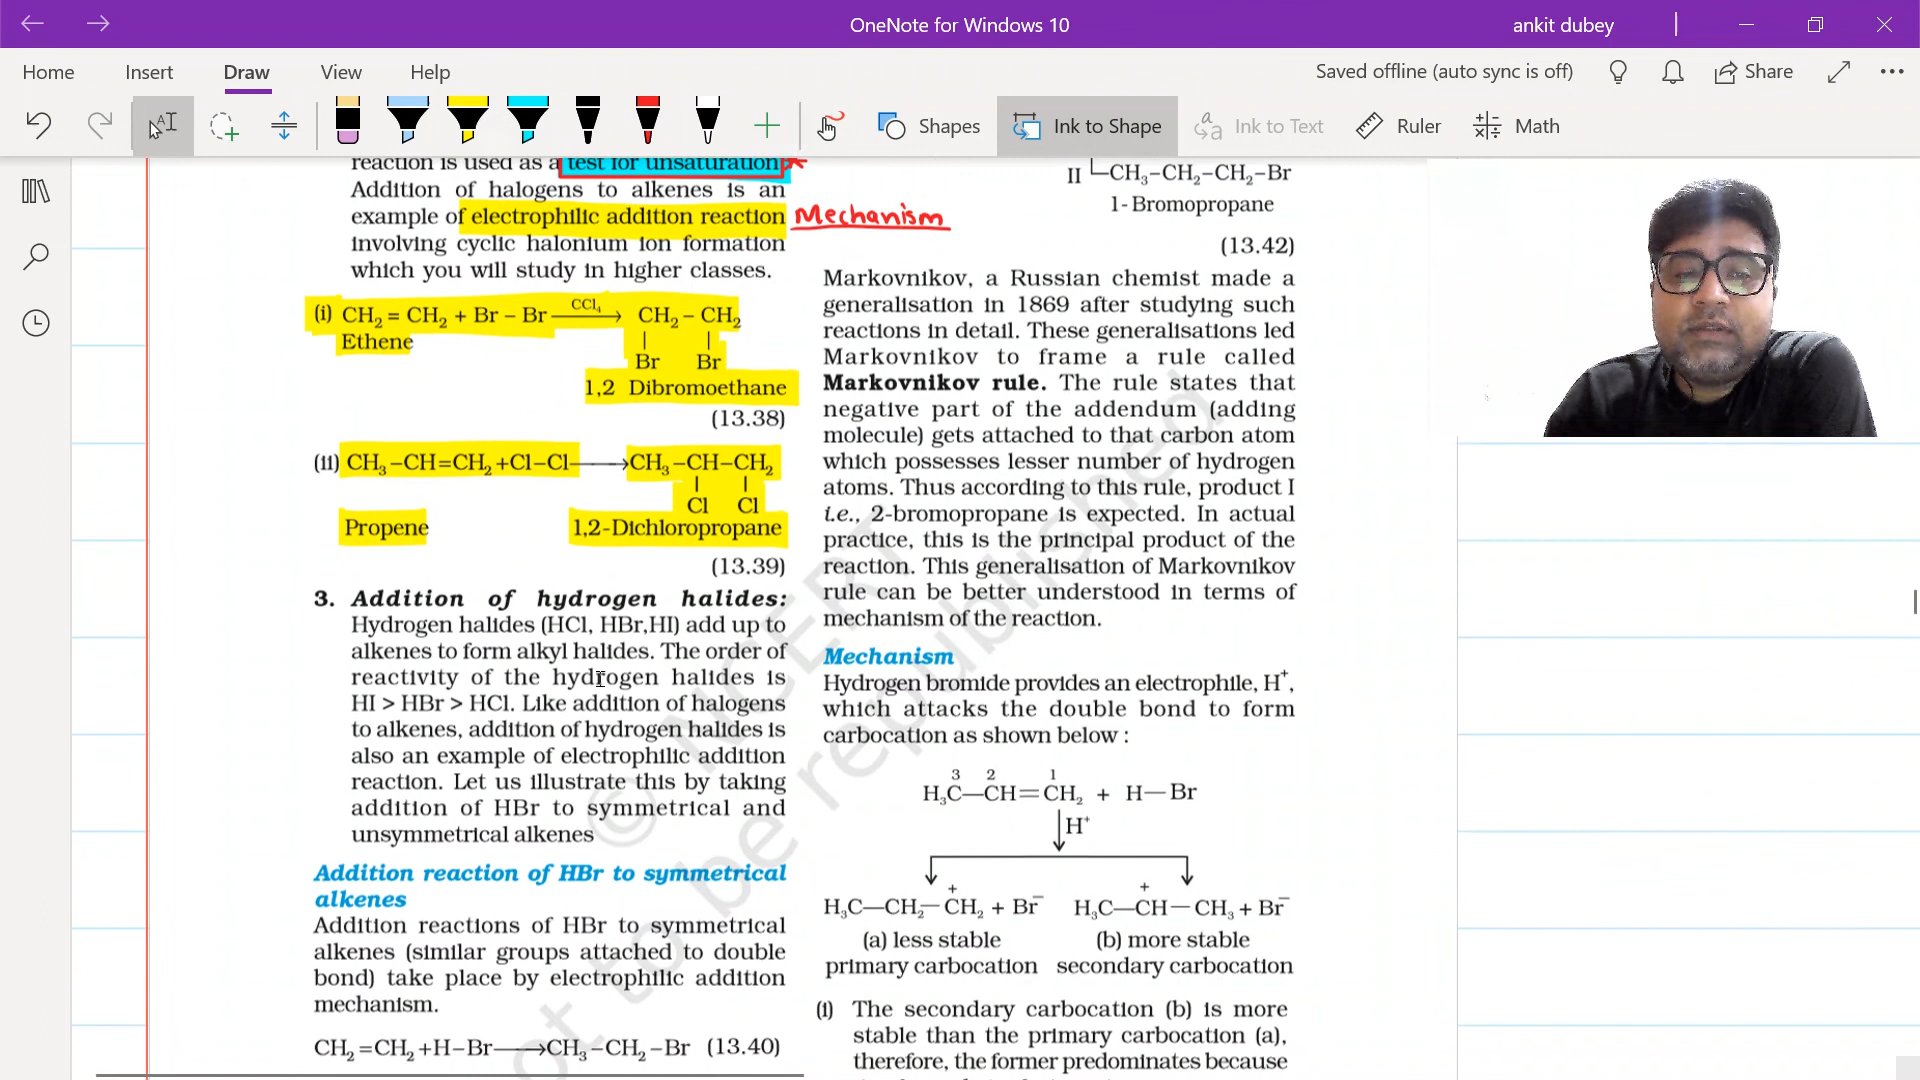 OneNote for Windows 10
ankit dubey
Home Insert Draw View Help
Saved offline (auto sync is off)
Share
Shapes
Ink to Shape
Ink to Text
Ruler
Math
reaction is used as a test for unsaturation.
Addition of halogens to alkenes is an
example of electrophilic addition reaction
Mechanism
involving cyclic halonium ion formation
which you will study in higher classes.
(i) CH₂ = CH₂ + Br – Br ⟶ CH₂ – CH₂
CCl₄
Ethene
| |
Br Br
1,2 Dibromoethane
(13.38)
(ii) CH₃–CH=CH₂+Cl–Cl ⟶ CH₃–CH–CH₂
| |
Cl Cl
Propene 1,2-Dichloropropane
(13.39)
3. Addition of hydrogen halides:
Hydrogen halides (HCl, HBr,HI) add up to
alkenes to form alkyl halides. The order of
reactivity of the hydrogen halides is
HI > HBr > HCl. Like addition of halogens
to alkenes, addition of hydrogen halides is
also an example of electrophilic addition
reaction. Let us illustrate this by taking
addition of HBr to symmetrical and
unsymmetrical alkenes
Addition reaction of HBr to symmetrical
alkenes
Addition reactions of HBr to symmetrical
alkenes (similar groups attached to double
bond) take place by electrophilic addition
mechanism.
CH₂=CH₂+H–Br ⟶ CH₃–CH₂–Br (13.40)
II CH₃–CH₂–CH₂–Br
1- Bromopropane
(13.42)
Markovnikov, a Russian chemist made a
generalisation in 1869 after studying such
reactions in detail. These generalisations led
Markovnikov to frame a rule called
Markovnikov rule. The rule states that
negative part of the addendum (adding
molecule) gets attached to that carbon atom
which possesses lesser number of hydrogen
atoms. Thus according to this rule, product I
i.e., 2-bromopropane is expected. In actual
practice, this is the principal product of the
reaction. This generalisation of Markovnikov
rule can be better understood in terms of
mechanism of the reaction.
Mechanism
Hydrogen bromide provides an electrophile, H⁺,
which attacks the double bond to form
carbocation as shown below :
3 2 1
H₃C—CH=CH₂ + H—Br
H⁺
+ +
H₃C—CH₂—CH₂ + Br⁻ H₃C—CH—CH₃ + Br⁻
(a) less stable (b) more stable
primary carbocation secondary carbocation
(i) The secondary carbocation (b) is more
stable than the primary carbocation (a),
therefore, the former predominates because
© NCERT
not to be republished